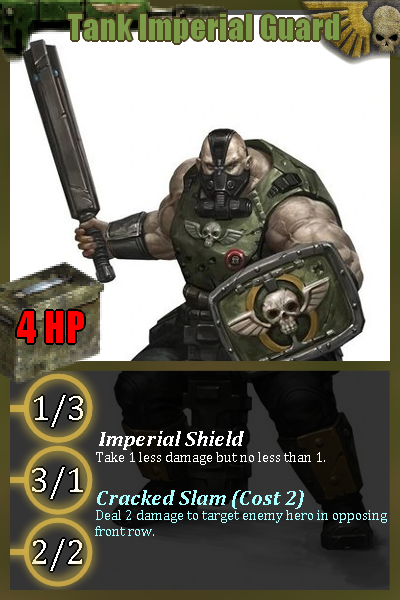 Tank Imperial Guard
4 HP
1/3
Imperial Shield
Take 1 less damage but no less than 1.
3/1
Cracked Slam (Cost 2)
Deal 2 damage to target enemy hero in opposing
front row.
2/2